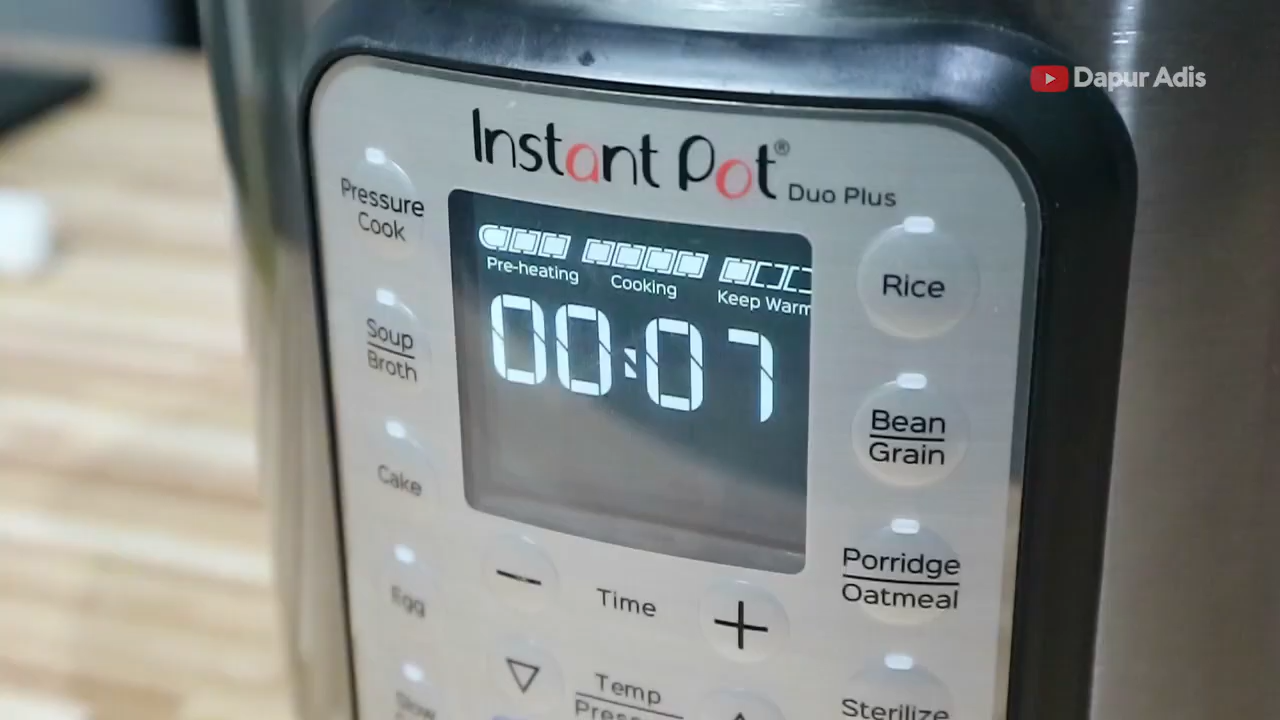 Dapur Adis
Instant Pot®
Duo Plus
Pressure
Cook
Pre-heating
Cooking
Keep Warm
00:07
Rice
Soup
Broth
Bean
Grain
Cake
Porridge
Oatmeal
Egg
Time
Temp
Sterilize
Slow